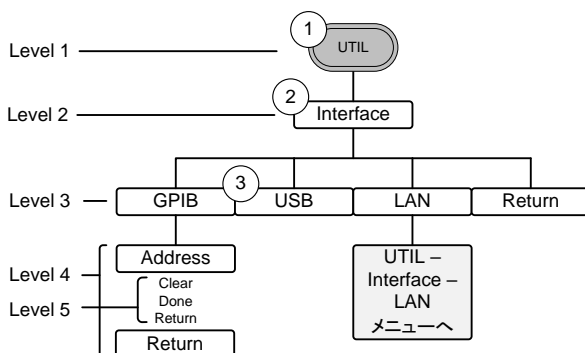 1
Level 1
UTIL
2
Level 2
Interface
3
Level 3
GPIB
USB
LAN
Return
Level 4
Address
UTIL –
Interface –
LAN
メニューへ
Level 5
Clear
Done
Return
Return